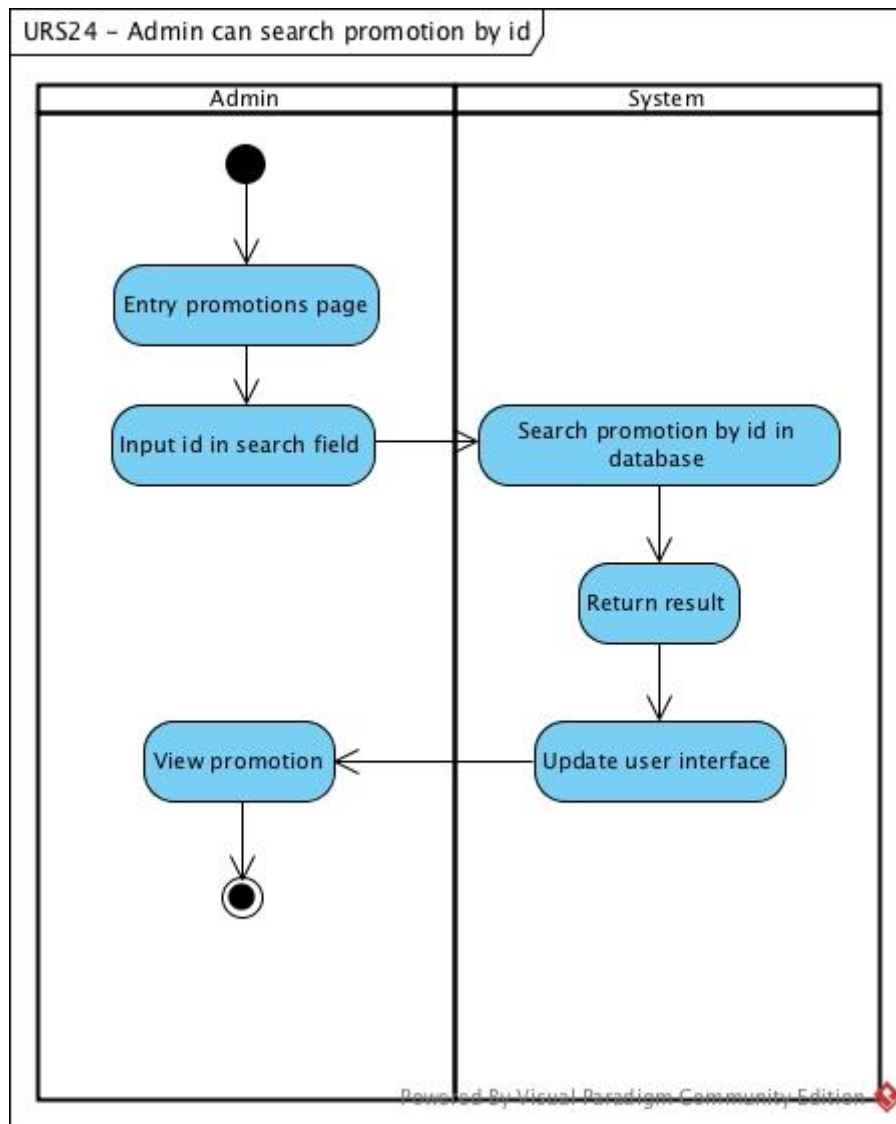 URS24 - Admin can search promotion by id
Admin
System
Entry promotions page
Input id in search field
Search promotion by id in
database
Return result
View promotion
Update user interface
Powered By Visual Paradigm Community Edition